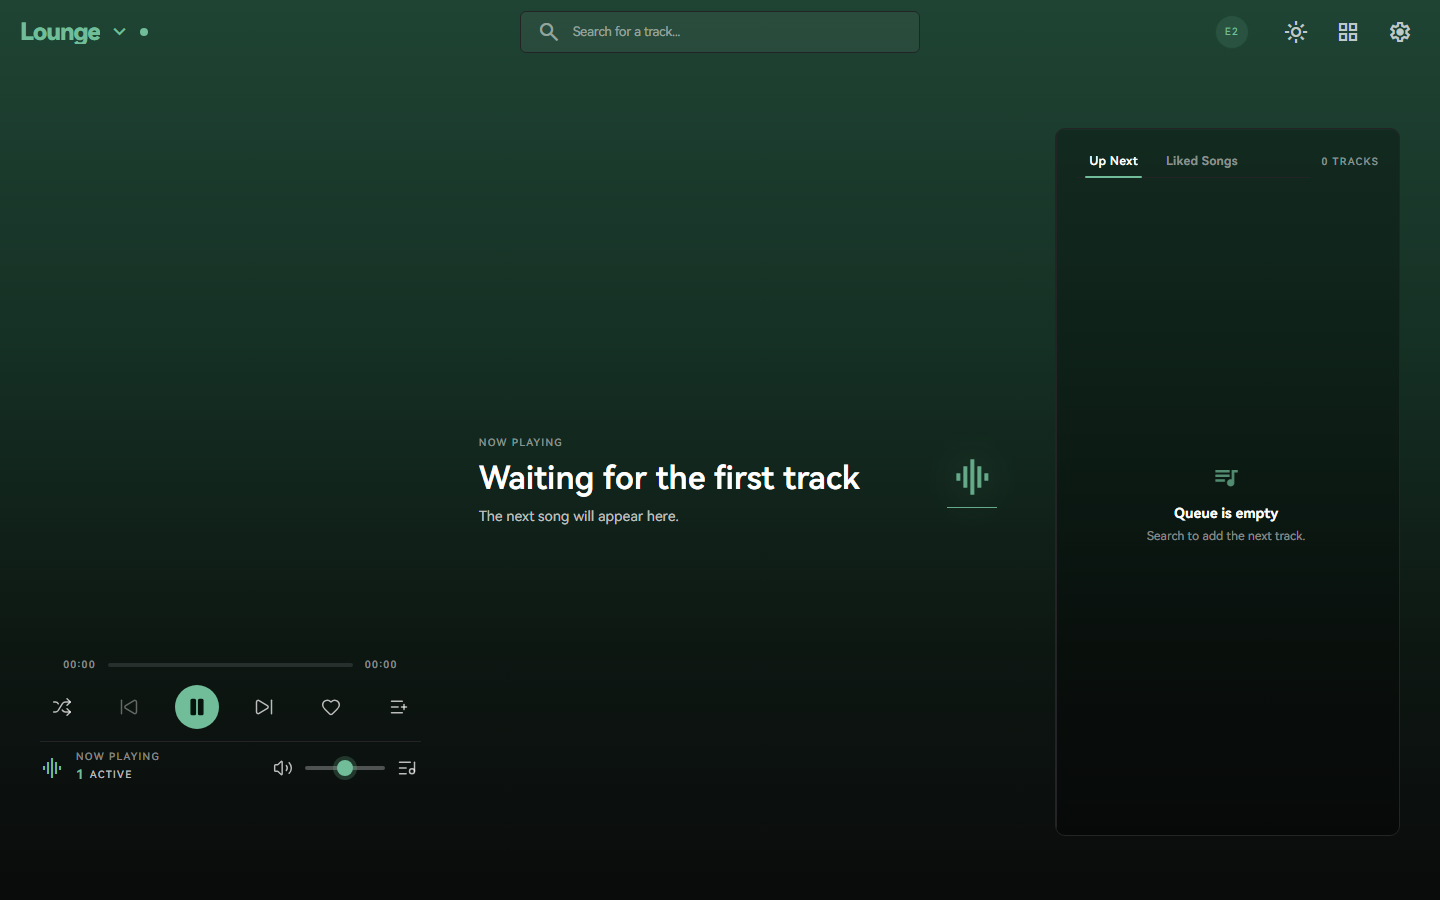 Lounge
Search for a track...
E2
Up Next
Liked Songs
0 TRACKS
NOW PLAYING
Waiting for the first track
The next song will appear here.
Queue is empty
Search to add the next track.
00:00
00:00
NOW PLAYING
1 ACTIVE